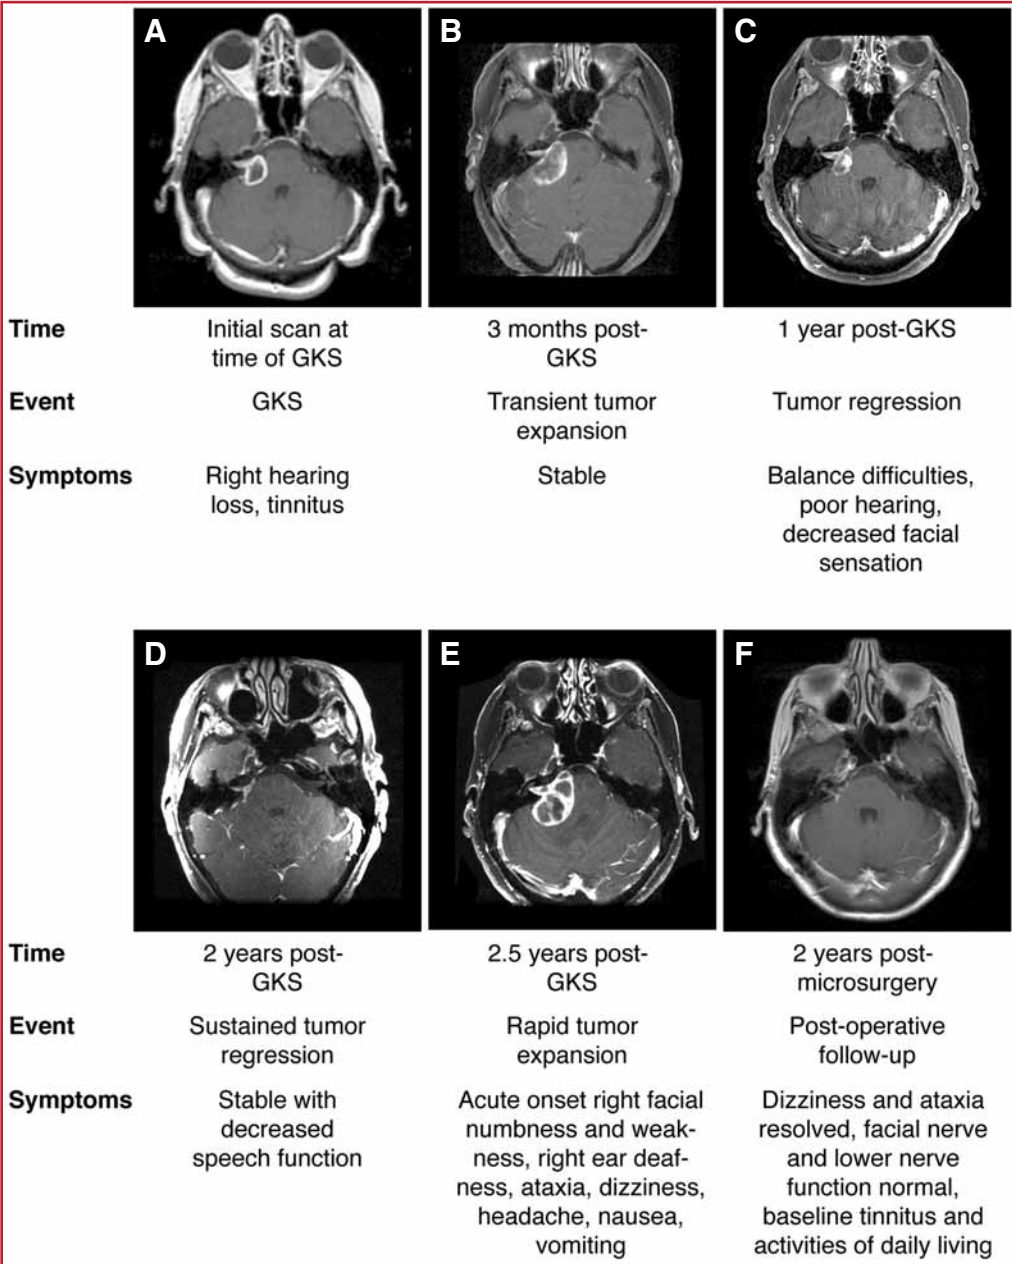 A
B
C
Time
Initial scan at
time of GKS
3 months post-
GKS
1 year post-GKS
Event
GKS
Transient tumor
expansion
Tumor regression
Symptoms
Right hearing
loss, tinnitus
Stable
Balance difficulties,
poor hearing,
decreased facial
sensation
D
E
F
Time
2 years post-
GKS
2.5 years post-
GKS
2 years post-
microsurgery
Event
Sustained tumor
regression
Rapid tumor
expansion
Post-operative
follow-up
Symptoms
Stable with
decreased
speech function
Acute onset right facial
numbness and weak-
ness, right ear deaf-
ness, ataxia, dizziness,
headache, nausea,
vomiting
Dizziness and ataxia
resolved, facial nerve
and lower nerve
function normal,
baseline tinnitus and
activities of daily living